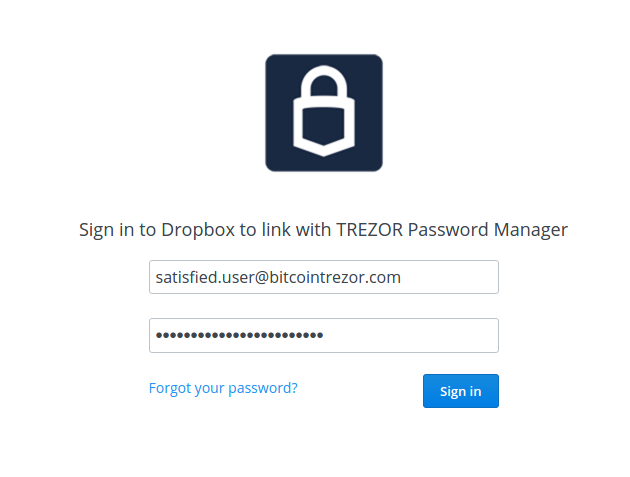 Sign in to Dropbox to link with TREZOR Password Manager
satisfied.user@bitcointrezor.com
••••••••••••••••••••••••
Forgot your password?
Sign in